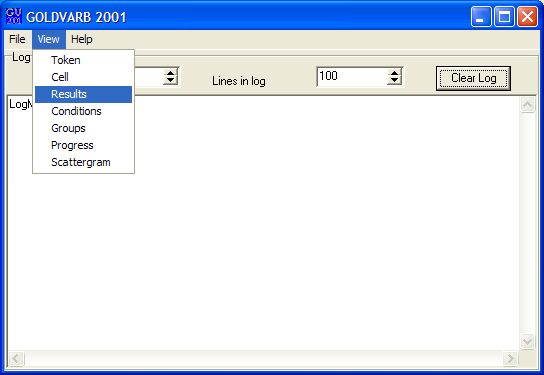 GOLDVARB 2001
File View Help
Log
Lines in log 100 Clear Log
Token
Cell
Results
Conditions
Groups
Progress
Scattergram